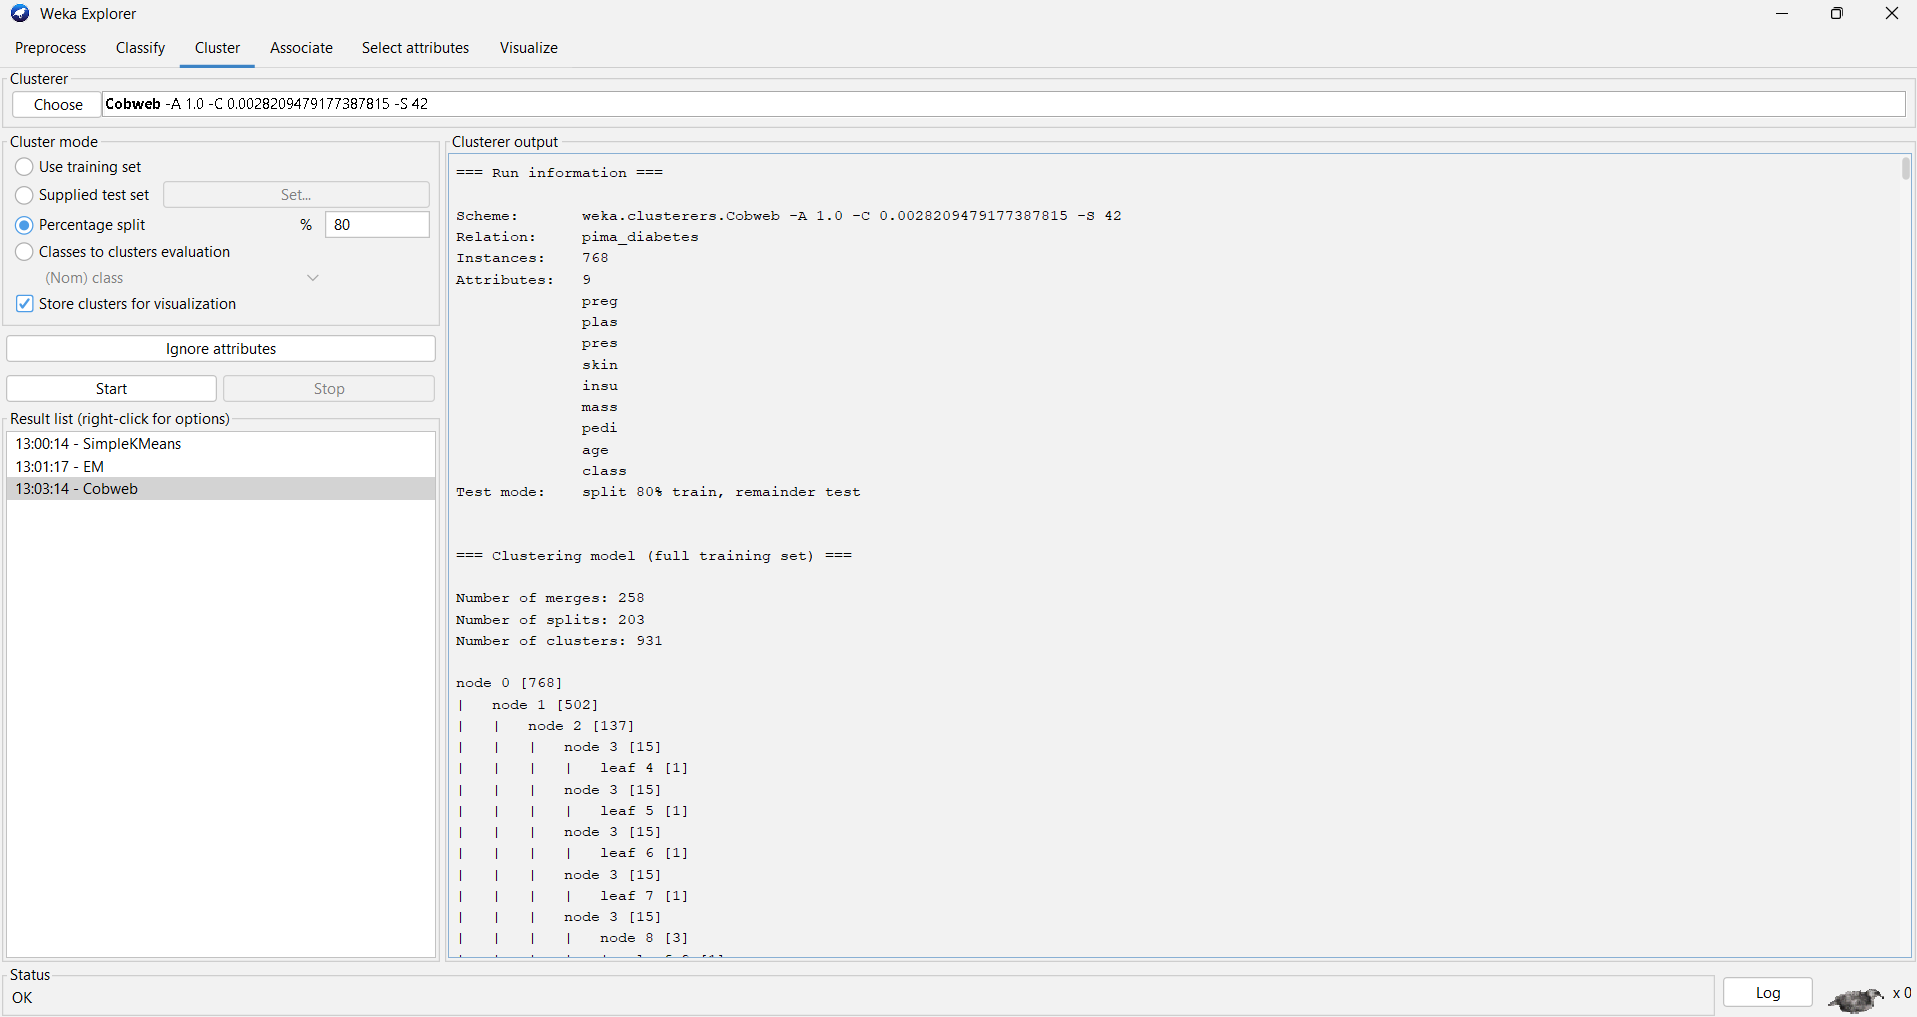 Weka Explorer
Preprocess Classify Cluster Associate Select attributes Visualize
Clusterer
Choose Cobweb -A 1.0 -C 0.0028209479177387815 -S 42
Cluster mode
Use training set
Supplied test set Set...
Percentage split % 80
Classes to clusters evaluation
(Nom) class
Store clusters for visualization
Ignore attributes
Start Stop
Result list (right-click for options)
13:00:14 - SimpleKMeans
13:01:17 - EM
13:03:14 - Cobweb
Clusterer output
=== Run information ===
Scheme: weka.clusterers.Cobweb -A 1.0 -C 0.0028209479177387815 -S 42
Relation: pima_diabetes
Instances: 768
Attributes: 9
preg
plas
pres
skin
insu
mass
pedi
age
class
Test mode: split 80% train, remainder test
=== Clustering model (full training set) ===
Number of merges: 258
Number of splits: 203
Number of clusters: 931
node 0 [768]
| node 1 [502]
| | node 2 [137]
| | | node 3 [15]
| | | | leaf 4 [1]
| | | node 3 [15]
| | | | leaf 5 [1]
| | | node 3 [15]
| | | | leaf 6 [1]
| | | node 3 [15]
| | | | leaf 7 [1]
| | | node 3 [15]
| | | | node 8 [3]
Status
OK
Log x 0